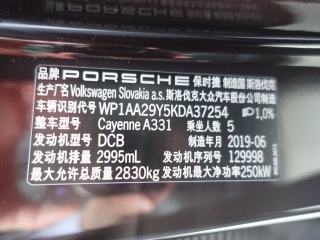 品牌 PORSCHE 保时捷 制造国 斯洛伐克
生产厂名 Volkswagen Slovakia a.s. 斯洛伐克大众汽车股份公司
车辆识别代号 WP1AA29Y5KDA37254 1,0%
整车型号 Cayenne A331 乘坐人数 5
发动机型号 DCB 制造年月 2019-06
发动机排量 2995mL 发动机序列号 129998
最大允许总质量 2830kg 发动机最大净功率 250kW